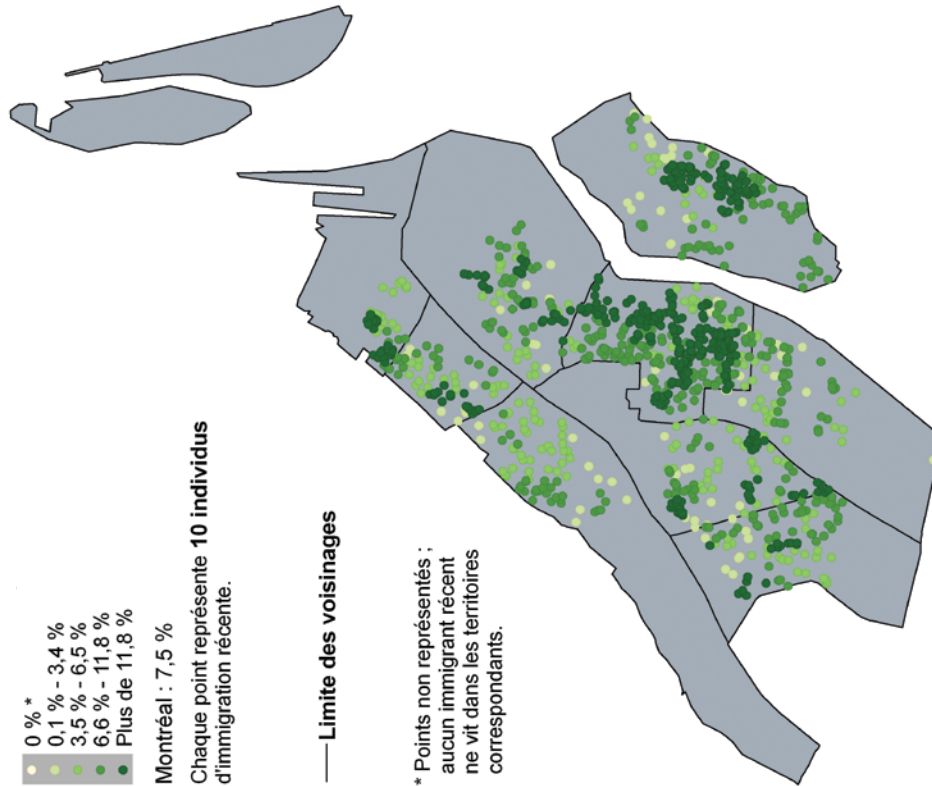 0 % *
0,1 % - 3,4 %
3,5 % - 6,5 %
6,6 % - 11,8 %
Plus de 11,8 %
Montréal : 7,5 %
Chaque point représente 10 individus
d'immigration récente.
Limite des voisinages
* Points non représentés ;
aucun immigrant récent
ne vit dans les territoires
correspondants.